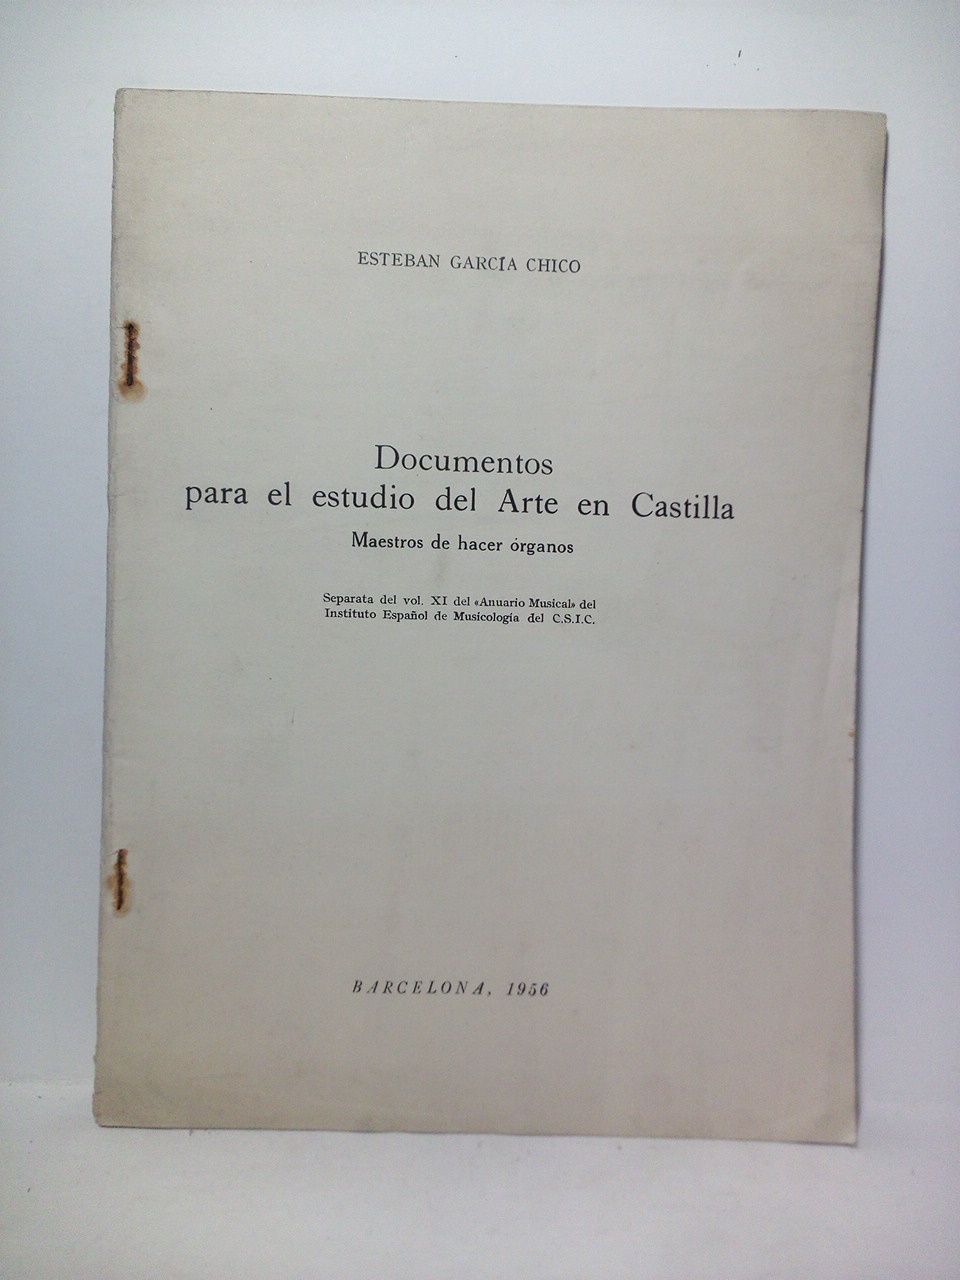 ESTEBAN GARCÍA CHICO
Documentos
para el estudio del Arte en Castilla
Maestros de hacer órganos
Separata del vol. XI del «Anuario Musical» del
Instituto Español de Musicología del C.S.I.C.
BARCELONA, 1956